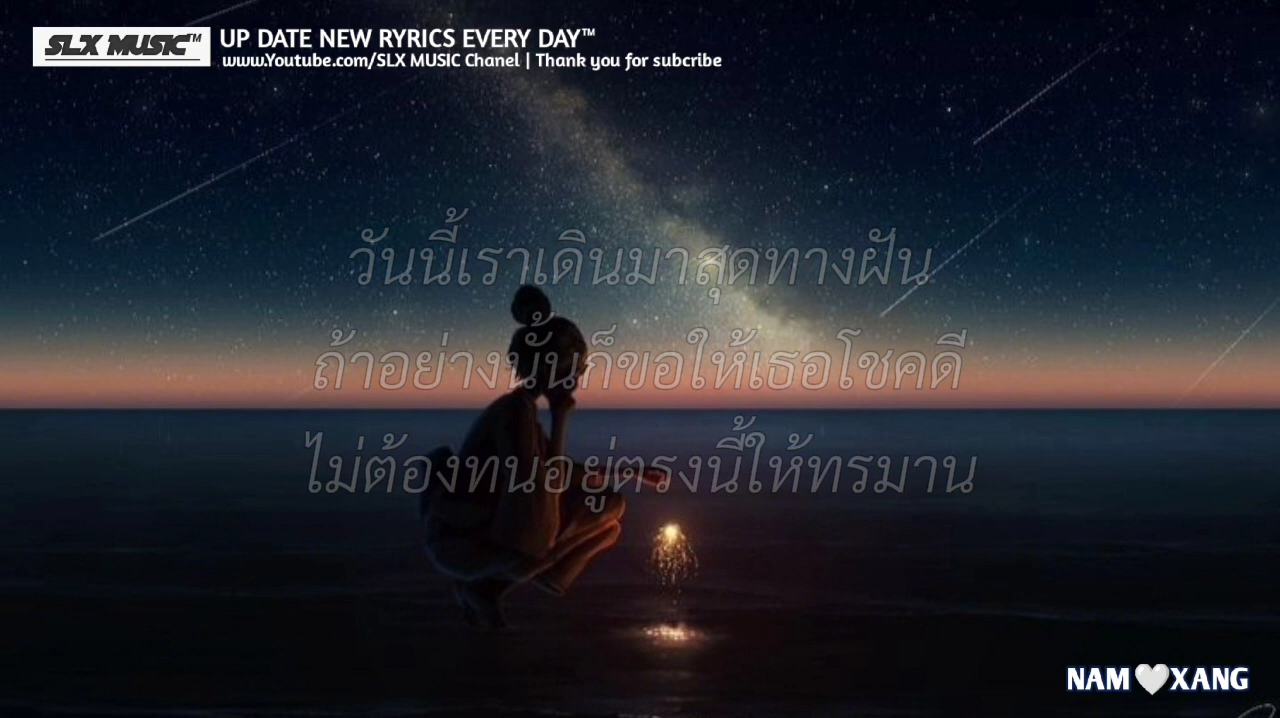 SLX MUSIC™
UP DATE NEW RYRICS EVERY DAY™
www.Youtube.com/SLX MUSIC Chanel | Thank you for subcribe
วันนี้เราเดินมาสุดทางฝัน
ถ้าอย่างนั้นก็ขอให้เธอโชคดี
ไม่ต้องทนอยู่ตรงนี้ให้ทรมาน
NAM🤍XANG